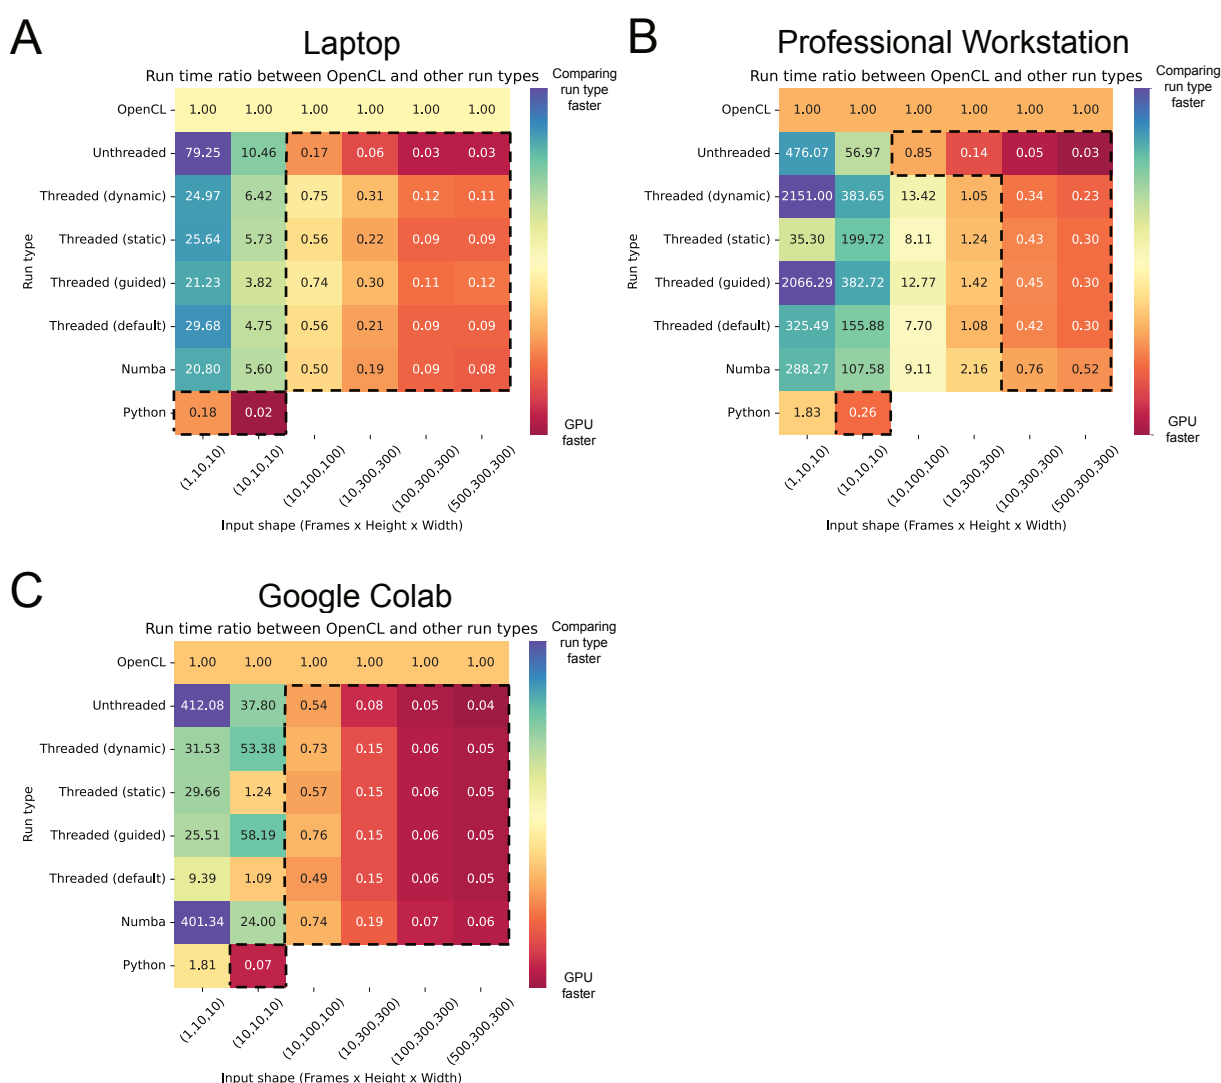 A
Laptop
Run time ratio between OpenCL and other run types
Comparing
run type
faster
OpenCL 1.00 1.00 1.00 1.00 1.00 1.00
Unthreaded 79.25 10.46 0.17 0.06 0.03 0.03
Threaded (dynamic) 24.97 6.42 0.75 0.31 0.12 0.11
Threaded (static) 25.64 5.73 0.56 0.22 0.09 0.09
Threaded (guided) 21.23 3.82 0.74 0.30 0.11 0.12
Threaded (default) 29.68 4.75 0.56 0.21 0.09 0.09
Numba 20.80 5.60 0.50 0.19 0.09 0.08
Python 0.18 0.02
Run type
GPU
faster
(1,10,10) (10,10,10) (10,100,100) (10,300,300) (100,300,300) (500,300,300)
Input shape (Frames x Height x Width)
B
Professional Workstation
Run time ratio between OpenCL and other run types
Comparing
run type
faster
OpenCL 1.00 1.00 1.00 1.00 1.00 1.00
Unthreaded 476.07 56.97 0.85 0.14 0.05 0.03
Threaded (dynamic) 2151.00 383.65 13.42 1.05 0.34 0.23
Threaded (static) 35.30 199.72 8.11 1.24 0.43 0.30
Threaded (guided) 2066.29 382.72 12.77 1.42 0.45 0.30
Threaded (default) 325.49 155.88 7.70 1.08 0.42 0.30
Numba 288.27 107.58 9.11 2.16 0.76 0.52
Python 1.83 0.26
Run type
GPU
faster
(1,10,10) (10,10,10) (10,100,100) (10,300,300) (100,300,300) (500,300,300)
Input shape (Frames x Height x Width)
C
Google Colab
Run time ratio between OpenCL and other run types
Comparing
run type
faster
OpenCL 1.00 1.00 1.00 1.00 1.00 1.00
Unthreaded 412.08 37.80 0.54 0.08 0.05 0.04
Threaded (dynamic) 31.53 53.38 0.73 0.15 0.06 0.05
Threaded (static) 29.66 1.24 0.57 0.15 0.06 0.05
Threaded (guided) 25.51 58.19 0.76 0.15 0.06 0.05
Threaded (default) 9.39 1.09 0.49 0.15 0.06 0.05
Numba 401.34 24.00 0.74 0.19 0.07 0.06
Python 1.81 0.07
Run type
GPU
faster
(1,10,10) (10,10,10) (10,100,100) (10,300,300) (100,300,300) (500,300,300)
Input shape (Frames x Height x Width)